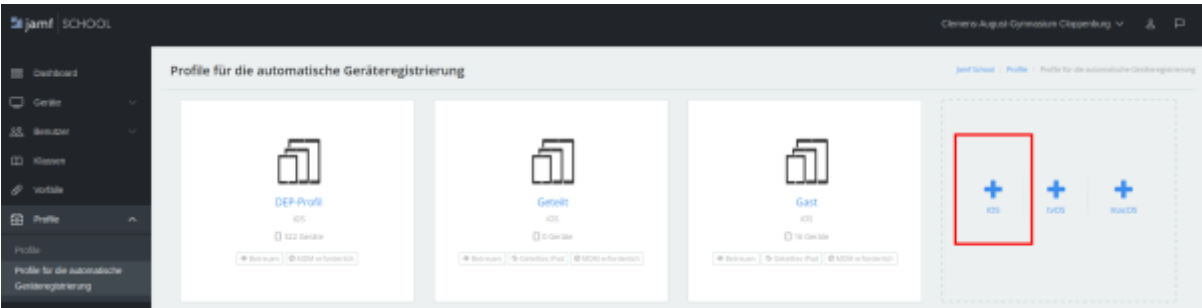 jamf SCHOOL
Clemens-August-Gymnasium Cloppenburg
Dashboard
Geräte
Benutzer
Klassen
Vorfälle
Profile
Profile
Profile für die automatische
Geräteregistrierung
Profile für die automatische Geräteregistrierung
Jamf School / Profile / Profile für die automatische Geräteregistrierung
DEP-Profil
iOS
322 Geräte
Betreuen MDM erforderlich
Geteilt
iOS
0 Geräte
Betreuen Geteiltes iPad MDM erforderlich
Gast
iOS
16 Geräte
Betreuen Geteiltes iPad MDM erforderlich
iOS
tvOS
macOS